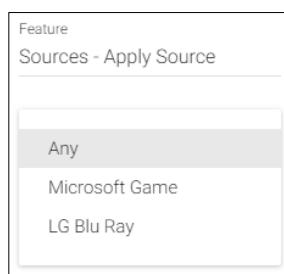 Feature
Sources - Apply Source
Any
Microsoft Game
LG Blu Ray